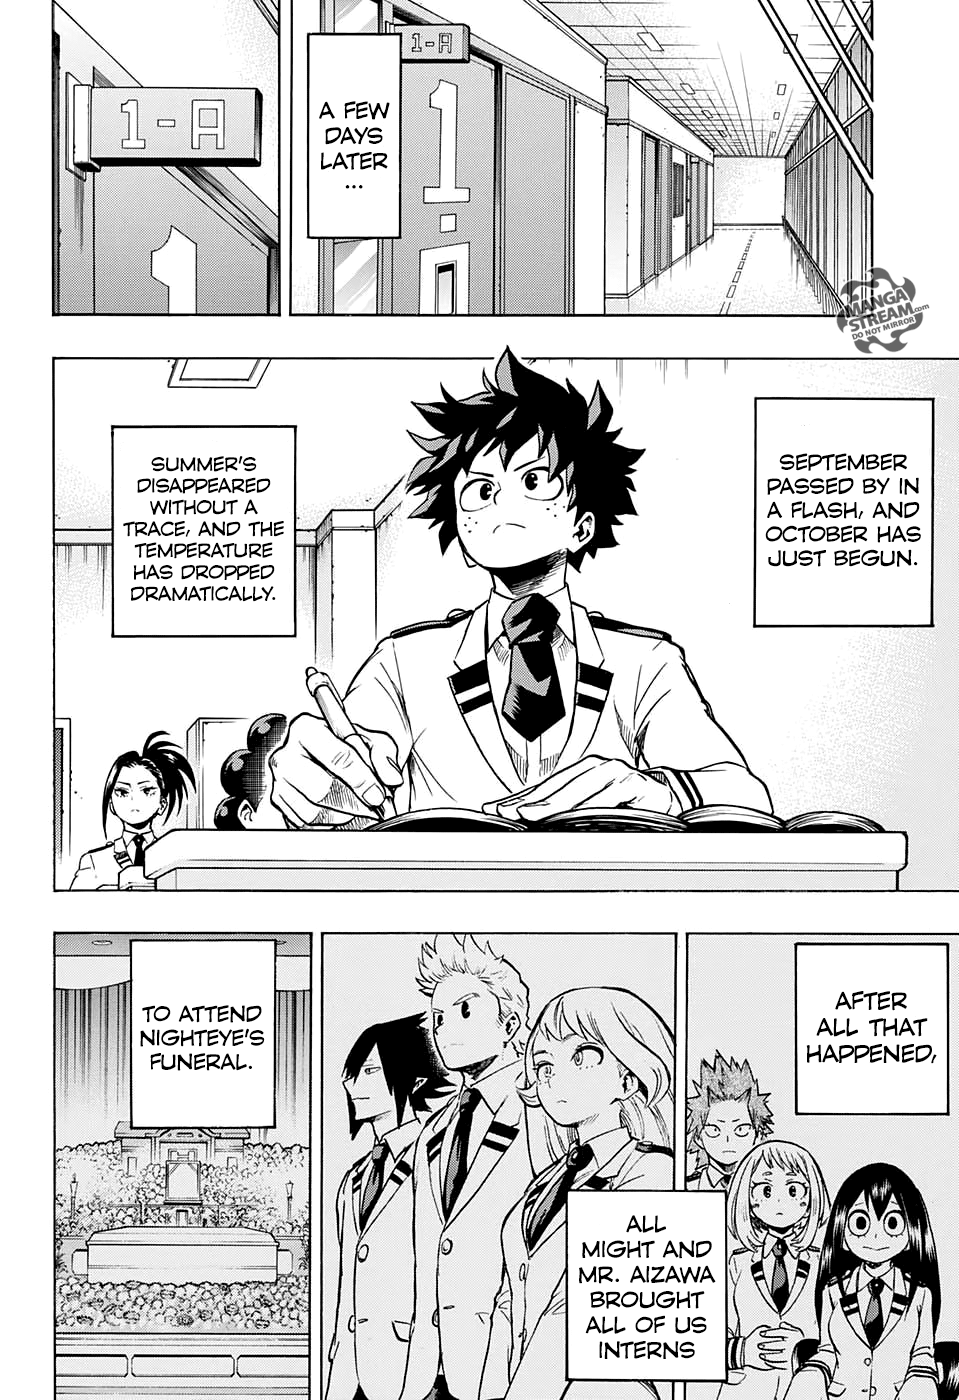 A FEW
DAYS
LATER
...
1-A
1
1-A
1
MANGA
STREAM.com
DO NOT MIRROR
SEPTEMBER
PASSED BY IN
A FLASH, AND
OCTOBER HAS
JUST BEGUN.
SUMMER'S
DISAPPEARED
WITHOUT A
TRACE, AND THE
TEMPERATURE
HAS DROPPED
DRAMATICALLY.
AFTER
ALL THAT
HAPPENED,
ALL
MIGHT AND
MR. AIZAWA
BROUGHT
ALL OF US
INTERNS
TO ATTEND
NIGHTEYE'S
FUNERAL.